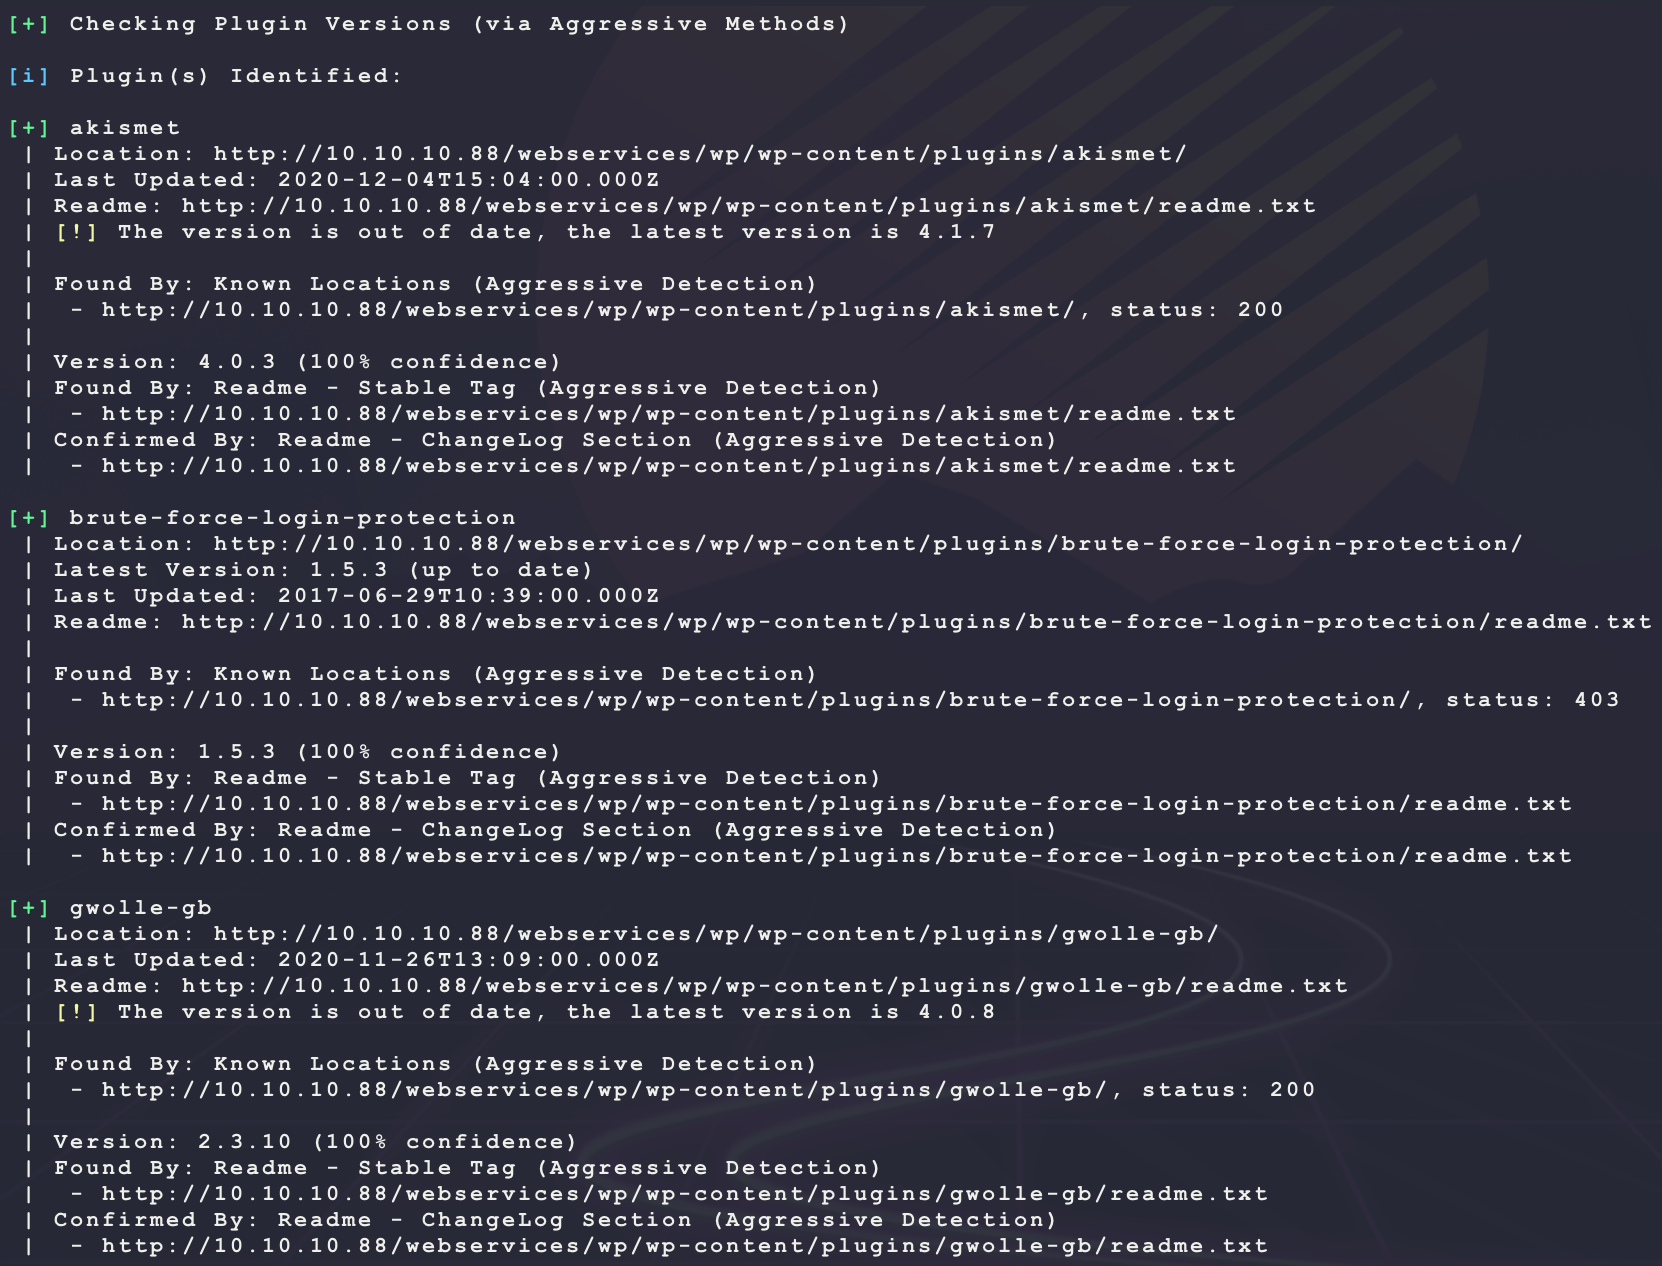 [+] Checking Plugin Versions (via Aggressive Methods)
[i] Plugin(s) Identified:
[+] akismet
| Location: http://10.10.10.88/webservices/wp/wp-content/plugins/akismet/
| Last Updated: 2020-12-04T15:04:00.000Z
| Readme: http://10.10.10.88/webservices/wp/wp-content/plugins/akismet/readme.txt
| [!] The version is out of date, the latest version is 4.1.7
|
| Found By: Known Locations (Aggressive Detection)
|  - http://10.10.10.88/webservices/wp/wp-content/plugins/akismet/, status: 200
|
| Version: 4.0.3 (100% confidence)
| Found By: Readme - Stable Tag (Aggressive Detection)
|  - http://10.10.10.88/webservices/wp/wp-content/plugins/akismet/readme.txt
| Confirmed By: Readme - ChangeLog Section (Aggressive Detection)
|  - http://10.10.10.88/webservices/wp/wp-content/plugins/akismet/readme.txt
[+] brute-force-login-protection
| Location: http://10.10.10.88/webservices/wp/wp-content/plugins/brute-force-login-protection/
| Latest Version: 1.5.3 (up to date)
| Last Updated: 2017-06-29T10:39:00.000Z
| Readme: http://10.10.10.88/webservices/wp/wp-content/plugins/brute-force-login-protection/readme.txt
|
| Found By: Known Locations (Aggressive Detection)
|  - http://10.10.10.88/webservices/wp/wp-content/plugins/brute-force-login-protection/, status: 403
|
| Version: 1.5.3 (100% confidence)
| Found By: Readme - Stable Tag (Aggressive Detection)
|  - http://10.10.10.88/webservices/wp/wp-content/plugins/brute-force-login-protection/readme.txt
| Confirmed By: Readme - ChangeLog Section (Aggressive Detection)
|  - http://10.10.10.88/webservices/wp/wp-content/plugins/brute-force-login-protection/readme.txt
[+] gwolle-gb
| Location: http://10.10.10.88/webservices/wp/wp-content/plugins/gwolle-gb/
| Last Updated: 2020-11-26T13:09:00.000Z
| Readme: http://10.10.10.88/webservices/wp/wp-content/plugins/gwolle-gb/readme.txt
| [!] The version is out of date, the latest version is 4.0.8
|
| Found By: Known Locations (Aggressive Detection)
|  - http://10.10.10.88/webservices/wp/wp-content/plugins/gwolle-gb/, status: 200
|
| Version: 2.3.10 (100% confidence)
| Found By: Readme - Stable Tag (Aggressive Detection)
|  - http://10.10.10.88/webservices/wp/wp-content/plugins/gwolle-gb/readme.txt
| Confirmed By: Readme - ChangeLog Section (Aggressive Detection)
|  - http://10.10.10.88/webservices/wp/wp-content/plugins/gwolle-gb/readme.txt